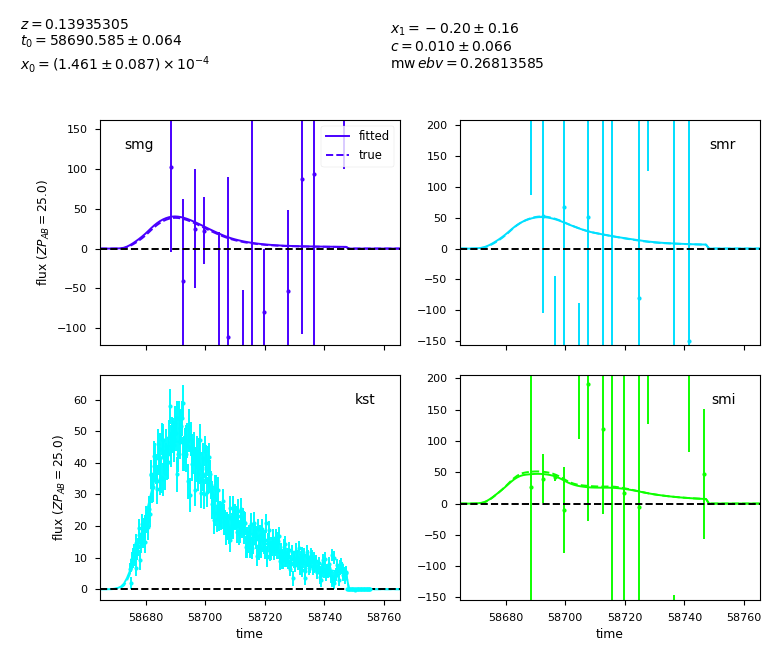 z = 0.13935305
t₀ = 58690.585 ± 0.064
x₀ = (1.461 ± 0.087) × 10⁻⁴
x₁ = −0.20 ± 0.16
c = 0.010 ± 0.066
mwebv = 0.26813585
smg
fitted
true
flux (ZP_AB = 25.0)
150
100
50
0
−50
−100
smr
200
150
100
50
0
−50
−100
−150
kst
flux (ZP_AB = 25.0)
60
50
40
30
20
10
0
58680 58700 58720 58740 58760
time
smi
200
150
100
50
0
−50
−100
−150
58680 58700 58720 58740 58760
time